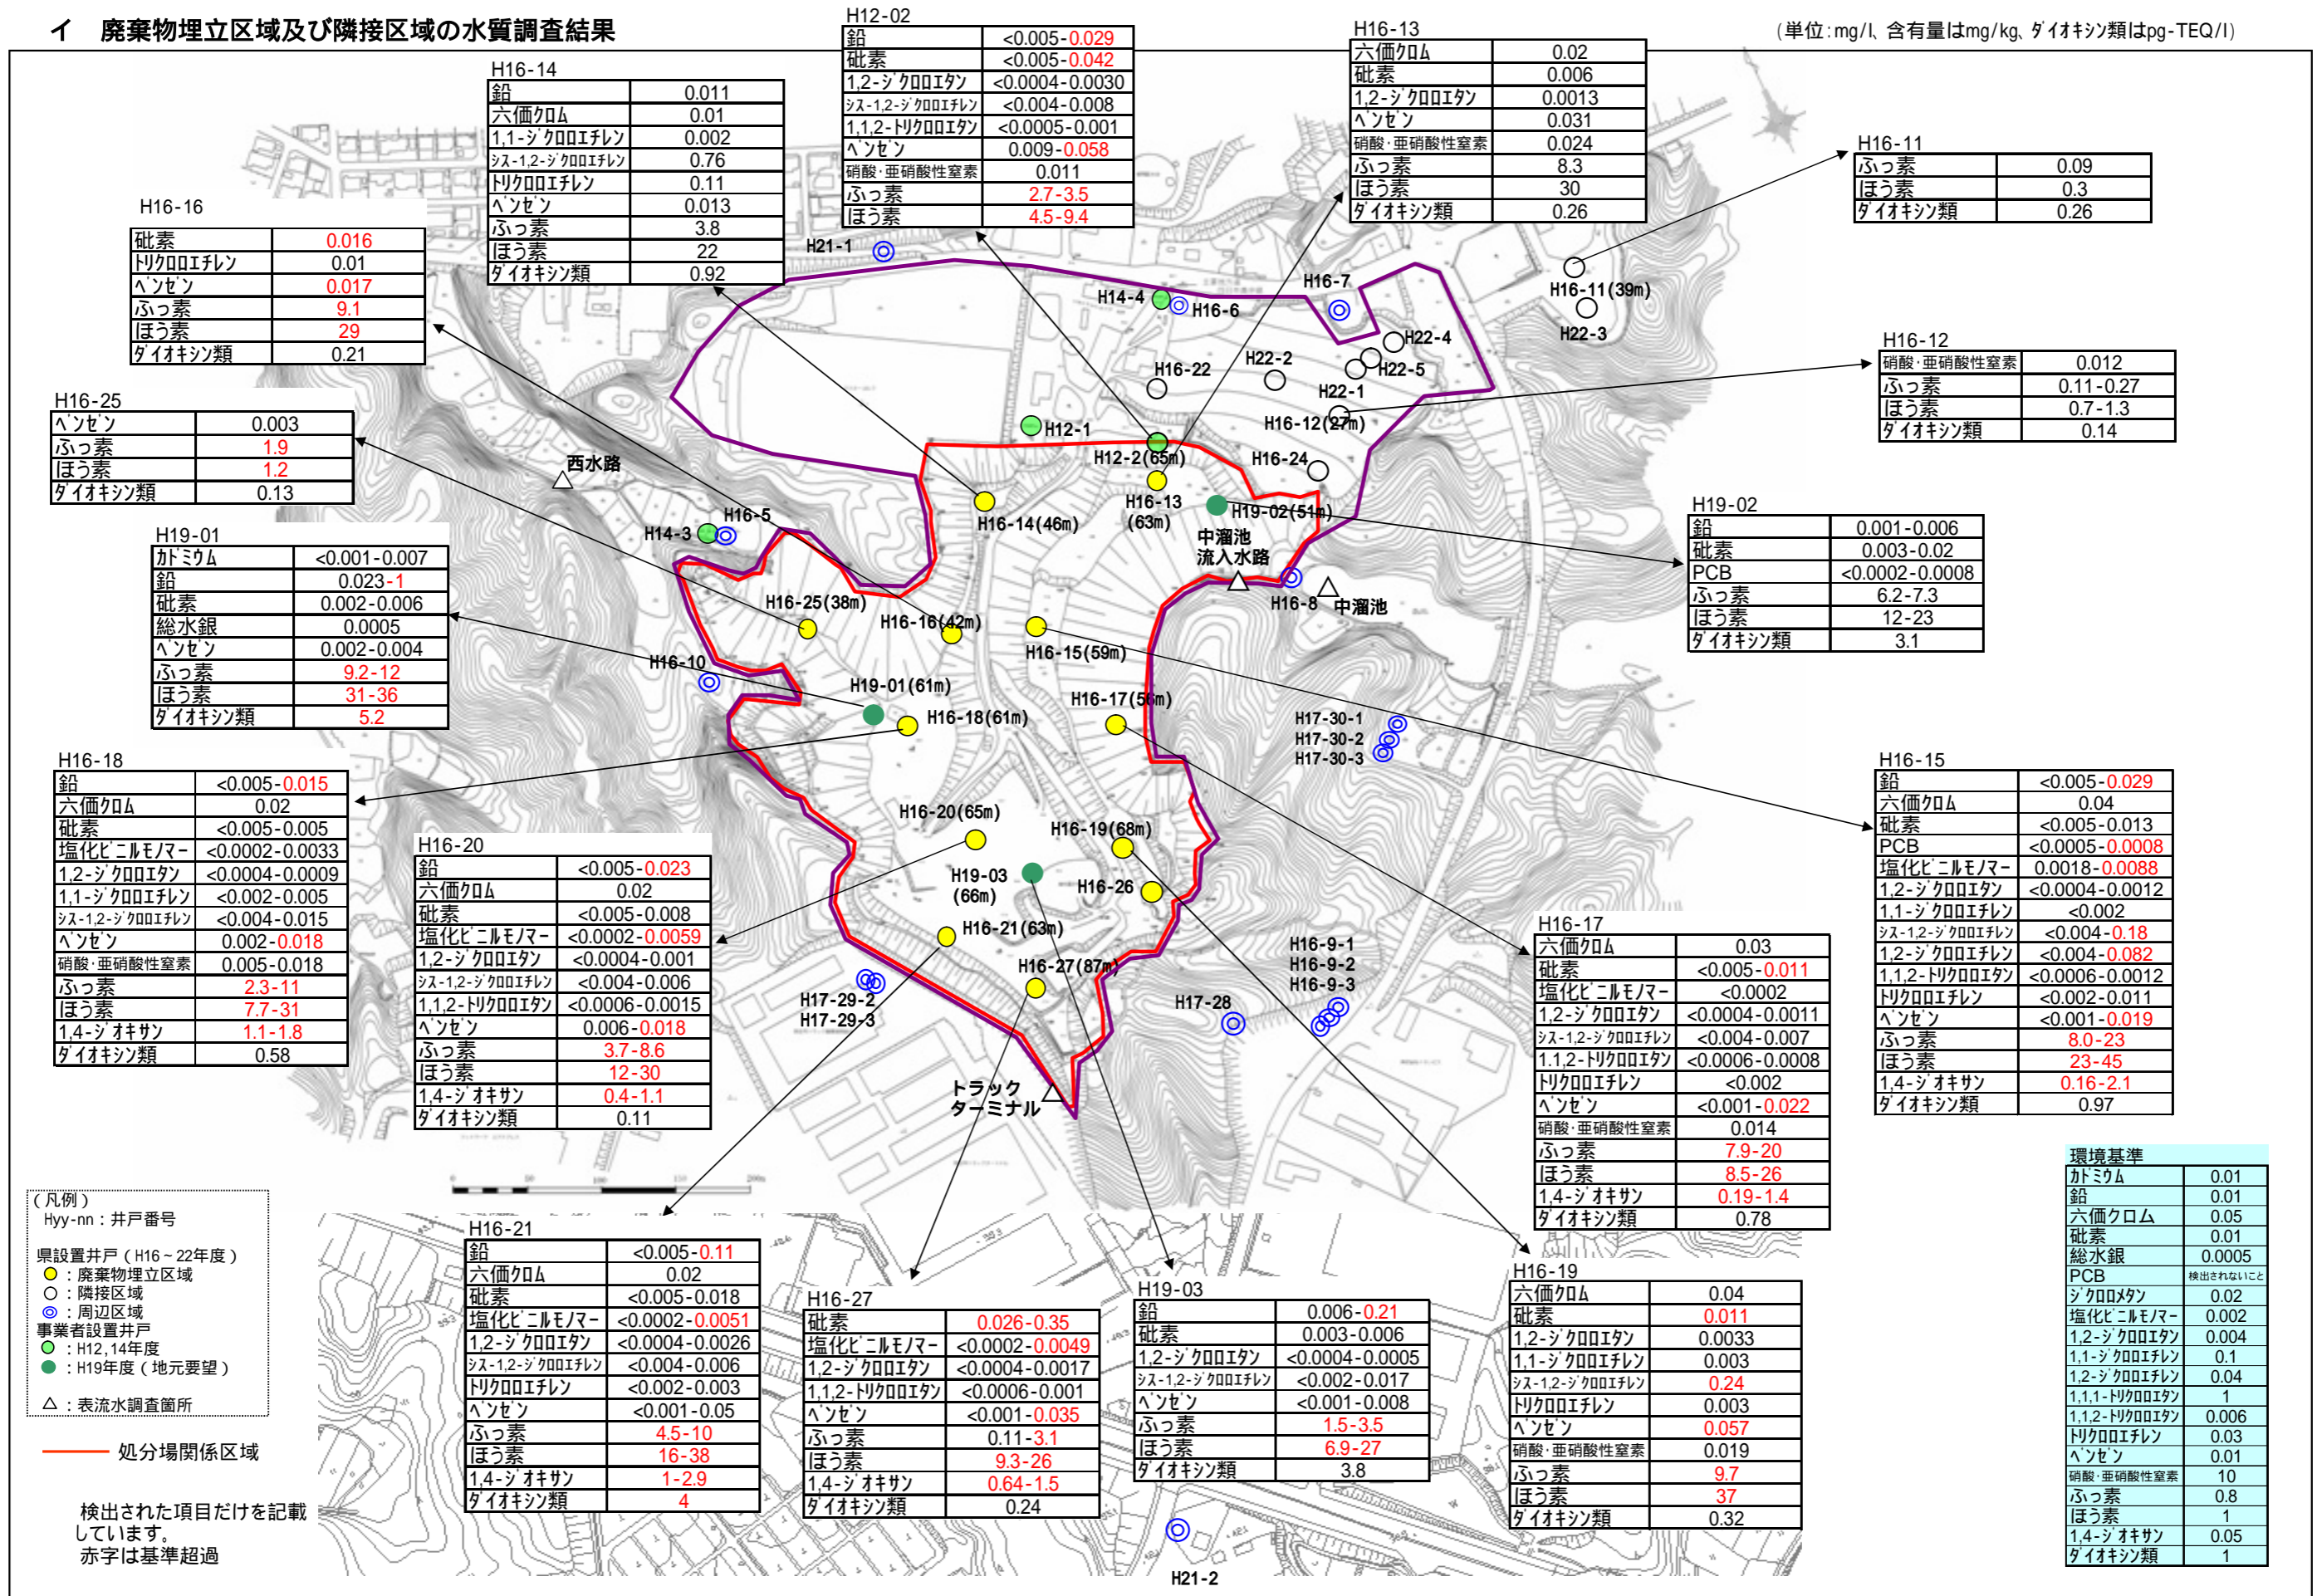 イ 廃棄物埋立区域及び隣接区域の水質調査結果
(単位:mg/l、含有量はmg/kg、ダイオキシン類はpg-TEQ/l)
H12-02
鉛 <0.005-0.029
砒素 <0.005-0.042
1,2-ジクロロエタン <0.0004-0.0030
シス-1,2-ジクロロエチレン <0.004-0.008
1,1,2-トリクロロエタン <0.0005-0.001
ベンゼン 0.009-0.058
硝酸・亜硝酸性窒素 0.011
ふっ素 2.7-3.5
ほう素 4.5-9.4
H16-13
六価クロム 0.02
砒素 0.006
1,2-ジクロロエタン 0.0013
ベンゼン 0.031
硝酸・亜硝酸性窒素 0.024
ふっ素 8.3
ほう素 30
ダイオキシン類 0.26
H16-14
鉛 0.011
六価クロム 0.01
1,1-ジクロロエチレン 0.002
シス-1,2-ジクロロエチレン 0.76
トリクロロエチレン 0.11
ベンゼン 0.013
ふっ素 3.8
ほう素 22
ダイオキシン類 0.92
H16-11
ふっ素 0.09
ほう素 0.3
ダイオキシン類 0.26
H16-16
砒素 0.016
トリクロロエチレン 0.01
ベンゼン 0.017
ふっ素 9.1
ほう素 29
ダイオキシン類 0.21
H16-12
硝酸・亜硝酸性窒素 0.012
ふっ素 0.11-0.27
ほう素 0.7-1.3
ダイオキシン類 0.14
H16-25
ベンゼン 0.003
ふっ素 1.9
ほう素 1.2
ダイオキシン類 0.13
H19-02
鉛 0.001-0.006
砒素 0.003-0.02
PCB <0.0002-0.0008
ふっ素 6.2-7.3
ほう素 12-23
ダイオキシン類 3.1
H19-01
カドミウム <0.001-0.007
鉛 0.023-1
砒素 0.002-0.006
総水銀 0.0005
ベンゼン 0.002-0.004
ふっ素 9.2-12
ほう素 31-36
ダイオキシン類 5.2
H16-18
鉛 <0.005-0.015
六価クロム 0.02
砒素 <0.005-0.005
塩化ビニルモノマー <0.0002-0.0033
1,2-ジクロロエタン <0.0004-0.0009
1,1-ジクロロエチレン <0.002-0.005
シス-1,2-ジクロロエチレン <0.004-0.015
ベンゼン 0.002-0.018
硝酸・亜硝酸性窒素 0.005-0.018
ふっ素 2.3-11
ほう素 7.7-31
1,4-ジオキサン 1.1-1.8
ダイオキシン類 0.58
H16-20
鉛 <0.005-0.023
六価クロム 0.02
砒素 <0.005-0.008
塩化ビニルモノマー <0.0002-0.0059
1,2-ジクロロエタン <0.0004-0.001
シス-1,2-ジクロロエチレン <0.004-0.006
1,1,2-トリクロロエタン <0.0006-0.0015
ベンゼン 0.006-0.018
ふっ素 3.7-8.6
ほう素 12-30
1,4-ジオキサン 0.4-1.1
ダイオキシン類 0.11
H16-15
鉛 <0.005-0.029
六価クロム 0.04
砒素 <0.005-0.013
PCB <0.0005-0.0008
塩化ビニルモノマー 0.0018-0.0088
1,2-ジクロロエタン <0.0004-0.0012
1,1-ジクロロエチレン <0.002
シス-1,2-ジクロロエチレン <0.004-0.18
1,2-ジクロロエチレン <0.004-0.082
1,1,2-トリクロロエタン <0.0006-0.0012
トリクロロエチレン <0.002-0.011
ベンゼン <0.001-0.019
ふっ素 8.0-23
ほう素 23-45
1,4-ジオキサン 0.16-2.1
ダイオキシン類 0.97
H16-17
六価クロム 0.03
砒素 <0.005-0.011
塩化ビニルモノマー <0.0002
1,2-ジクロロエタン <0.0004-0.0011
シス-1,2-ジクロロエチレン <0.004-0.007
1.1,2-トリクロロエタン <0.0006-0.0008
トリクロロエチレン <0.002
ベンゼン <0.001-0.022
硝酸・亜硝酸性窒素 0.014
ふっ素 7.9-20
ほう素 8.5-26
1,4-ジオキサン 0.19-1.4
ダイオキシン類 0.78
H16-21
鉛 <0.005-0.11
六価クロム 0.02
砒素 <0.005-0.018
塩化ビニルモノマー <0.0002-0.0051
1,2-ジクロロエタン <0.0004-0.0026
シス-1,2-ジクロロエチレン <0.004-0.006
トリクロロエチレン <0.002-0.003
ベンゼン <0.001-0.05
ふっ素 4.5-10
ほう素 16-38
1,4-ジオキサン 1-2.9
ダイオキシン類 4
H16-27
砒素 0.026-0.35
塩化ビニルモノマー <0.0002-0.0049
1,2-ジクロロエタン <0.0004-0.0017
1,1,2-トリクロロエタン <0.0006-0.001
ベンゼン <0.001-0.035
ふっ素 0.11-3.1
ほう素 9.3-26
1,4-ジオキサン 0.64-1.5
ダイオキシン類 0.24
H19-03
鉛 0.006-0.21
砒素 0.003-0.006
1,2-ジクロロエタン <0.0004-0.0005
シス-1,2-ジクロロエチレン <0.002-0.017
ベンゼン <0.001-0.008
ふっ素 1.5-3.5
ほう素 6.9-27
ダイオキシン類 3.8
H16-19
六価クロム 0.04
砒素 0.011
1,2-ジクロロエタン 0.0033
1,1-ジクロロエチレン 0.003
シス-1,2-ジクロロエチレン 0.24
トリクロロエチレン 0.003
ベンゼン 0.057
硝酸・亜硝酸性窒素 0.019
ふっ素 9.7
ほう素 37
ダイオキシン類 0.32
環境基準
カドミウム 0.01
鉛 0.01
六価クロム 0.05
砒素 0.01
総水銀 0.0005
PCB 検出されないこと
ジクロロメタン 0.02
塩化ビニルモノマー 0.002
1,2-ジクロロエタン 0.004
1,1-ジクロロエチレン 0.1
1,2-ジクロロエチレン 0.04
1,1,1-トリクロロエタン 1
1,1,2-トリクロロエタン 0.006
トリクロロエチレン 0.03
ベンゼン 0.01
硝酸・亜硝酸性窒素 10
ふっ素 0.8
ほう素 1
1,4-ジオキサン 0.05
ダイオキシン類 1
H21-1
H14-4
H16-6
H16-7
H16-11(39m)
H22-3
H22-4
H22-5
H22-2
H22-1
H16-22
H16-12(27m)
H12-1
H12-2(65m)
H16-24
西水路
H16-13
(63m)
H16-14(46m)
H19-02(51m)
H14-3
H16-5
中溜池
流入水路
H16-8
中溜池
H16-25(38m)
H16-16(42m)
H16-15(59m)
H16-10
H19-01(61m)
H16-18(61m)
H16-17(56m)
H17-30-1
H17-30-2
H17-30-3
H16-20(65m)
H16-19(68m)
H19-03
(66m)
H16-26
H16-21(63m)
H16-27(87m)
H16-9-1
H16-9-2
H16-9-3
H17-28
H17-29-2
H17-29-3
トラック
ターミナル
H21-2
0 50 100 150 200m
(凡例)
Hyy-nn:井戸番号
県設置井戸(H16~22年度)
:廃棄物埋立区域
:隣接区域
:周辺区域
事業者設置井戸
:H12,14年度
:H19年度(地元要望)
△:表流水調査箇所
処分場関係区域
検出された項目だけを記載
しています。
赤字は基準超過